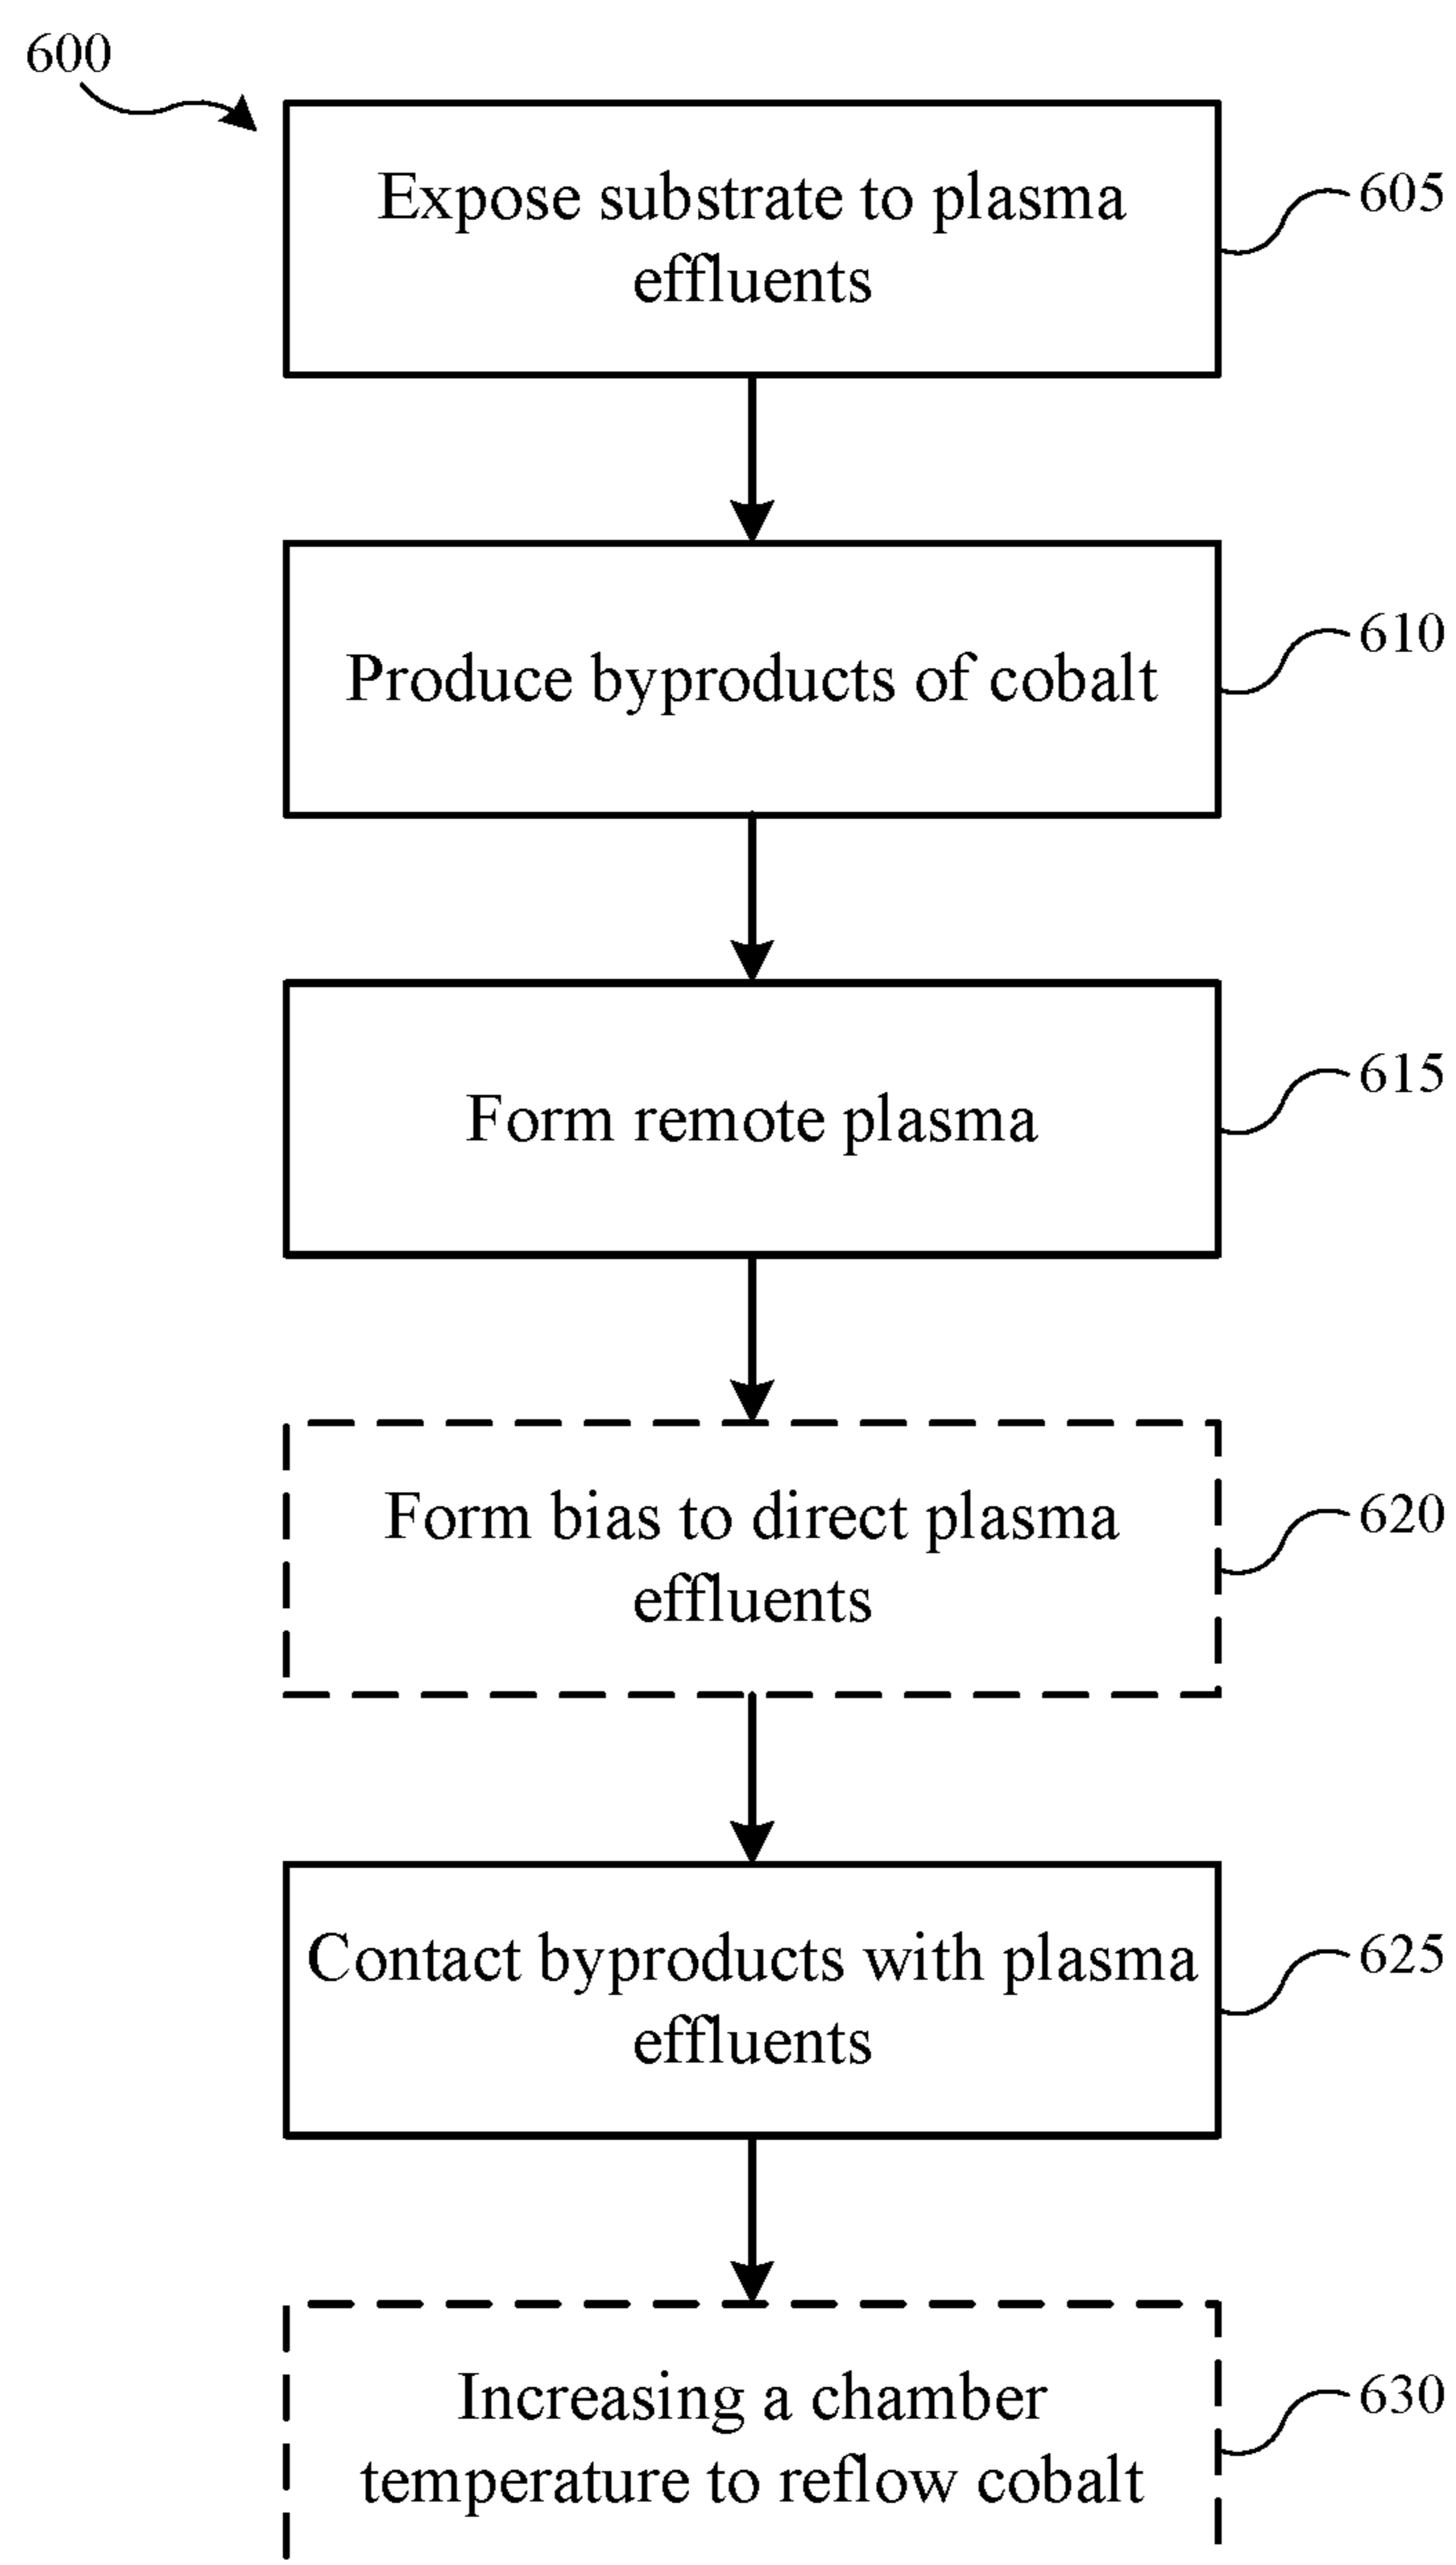 600
Expose substrate to plasma
effluents
605
Produce byproducts of cobalt
610
Form remote plasma
615
Form bias to direct plasma
effluents
620
Contact byproducts with plasma
effluents
625
Increasing a chamber
temperature to reflow cobalt
630